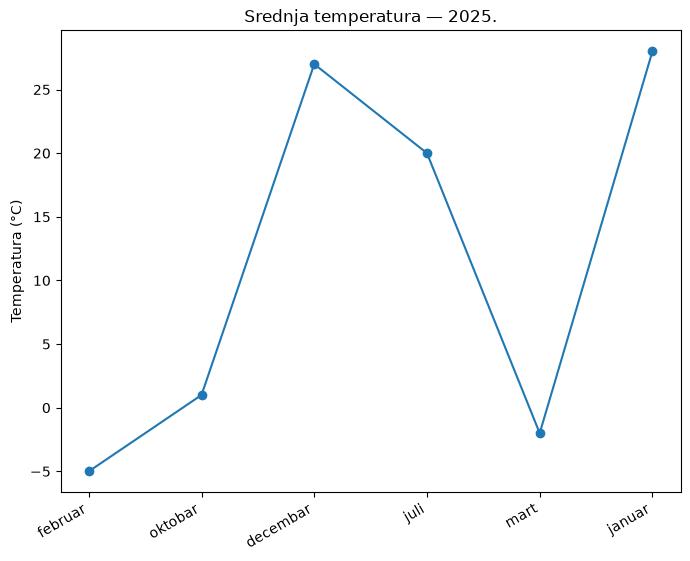 Srednja temperatura — 2025.
Temperatura (°C)
25
20
15
10
5
0
−5
februar
oktobar
decembar
juli
mart
januar